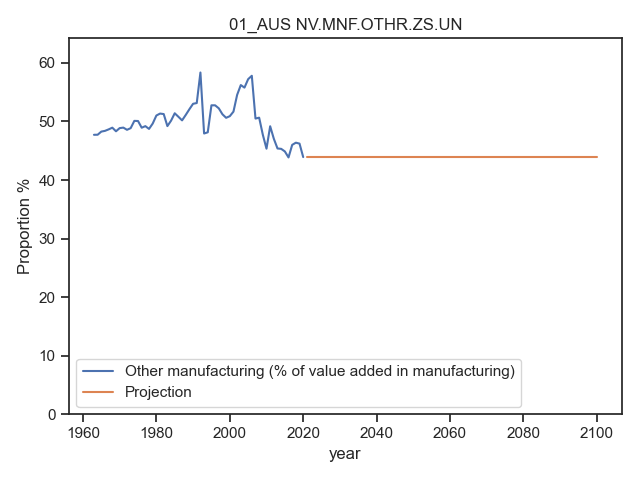 01_AUS NV.MNF.OTHR.ZS.UN
Proportion %
60
50
40
30
20
10
0
Other manufacturing (% of value added in manufacturing)
Projection
1960 1980 2000 2020 2040 2060 2080 2100
year